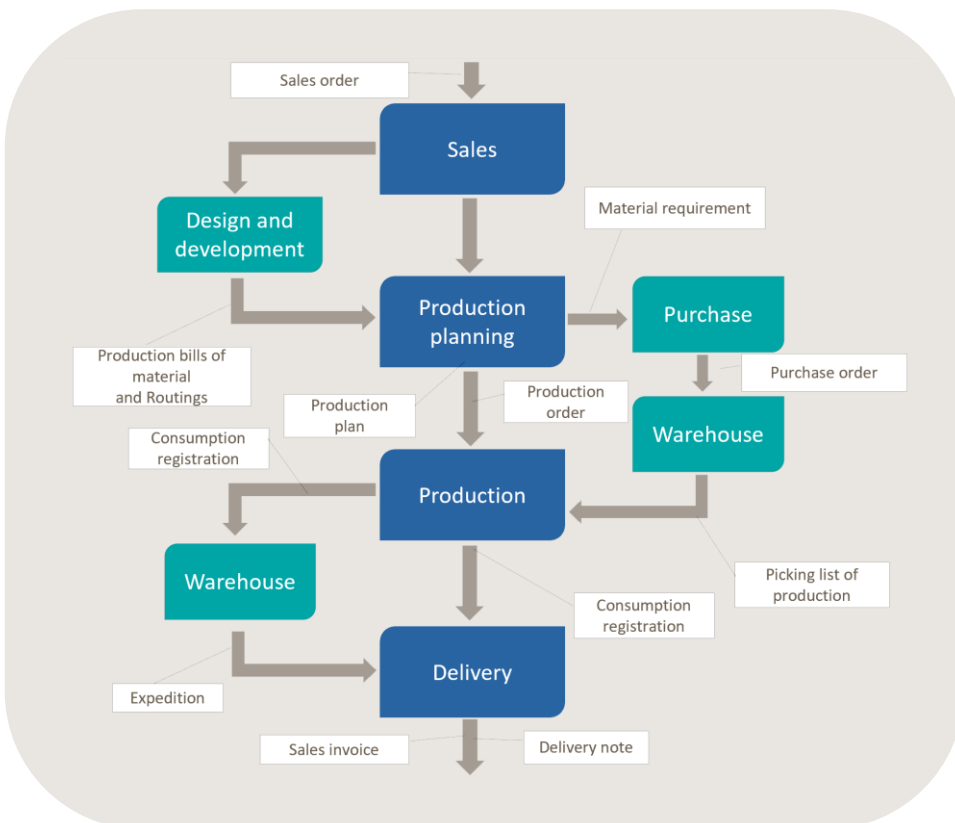 Sales order
Sales
Material requirement
Design and
development
Production
planning
Purchase
Production bills of
material
and Routings
Purchase order
Production
plan
Production
order
Consumption
registration
Warehouse
Production
Warehouse
Picking list of
production
Consumption
registration
Delivery
Expedition
Sales invoice
Delivery note